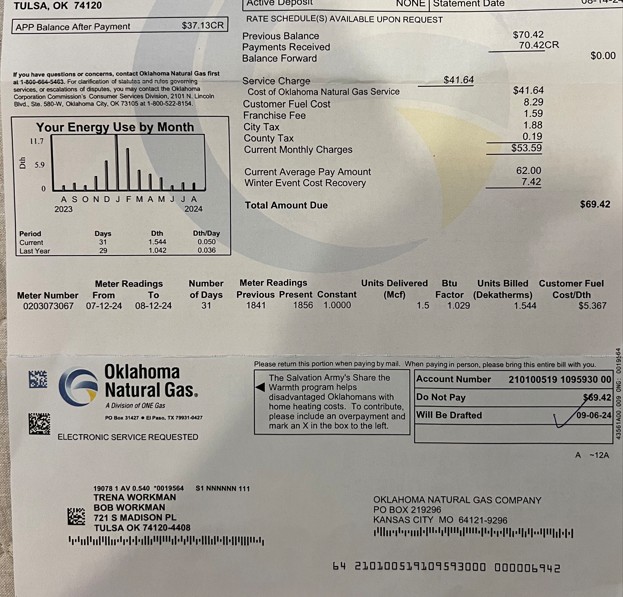 TULSA, OK 74120
Active Deposit NONE Statement Date
APP Balance After Payment $37.13CR
RATE SCHEDULE(S) AVAILABLE UPON REQUEST
Previous Balance $70.42
Payments Received 70.42CR
Balance Forward $0.00
If you have questions or concerns, contact Oklahoma Natural Gas first
at 1-800-664-5463. For clarification of statutes and rules governing
services, or escalations of disputes, you may contact the Oklahoma
Corporation Commission's Consumer Services Division, 2101 N. Lincoln
Blvd., Ste. 580-W, Oklahoma City, OK 73105 at 1-800-522-8154.
Service Charge $41.64
Cost of Oklahoma Natural Gas Service $41.64
Customer Fuel Cost 8.29
Franchise Fee 1.59
City Tax 1.88
County Tax 0.19
Current Monthly Charges $53.59
Current Average Pay Amount 62.00
Winter Event Cost Recovery 7.42
Total Amount Due $69.42
Your Energy Use by Month
11.7
Dth
5.9
0
A S O N D J F M A M J J A
2023 2024
Period Days Dth Dth/Day
Current 31 1.544 0.050
Last Year 29 1.042 0.036
Meter Readings Number Meter Readings Units Delivered Btu Units Billed Customer Fuel
Meter Number From To of Days Previous Present Constant (Mcf) Factor (Dekatherms) Cost/Dth
0203073067 07-12-24 08-12-24 31 1841 1856 1.0000 1.5 1.029 1.544 $5.367
Please return this portion when paying by mail. When paying in person, please bring this entire bill with you.
Oklahoma
Natural Gas.
A Division of ONE Gas
PO Box 31427 • El Paso, TX 79931-0427
ELECTRONIC SERVICE REQUESTED
The Salvation Army's Share the
Warmth program helps
disadvantaged Oklahomans with
home heating costs. To contribute,
please include an overpayment and
mark an X in the box to the left.
Account Number 210100519 1095930 00
Do Not Pay $69.42
Will Be Drafted 09-06-24
A ~12A
19078 1 AV 0.540 *0019564 S1 NNNNNN 111
TRENA WORKMAN
BOB WORKMAN
721 S MADISON PL
TULSA OK 74120-4408
OKLAHOMA NATURAL GAS COMPANY
PO BOX 219296
KANSAS CITY MO 64121-9296
64 210100519109593000 000006942